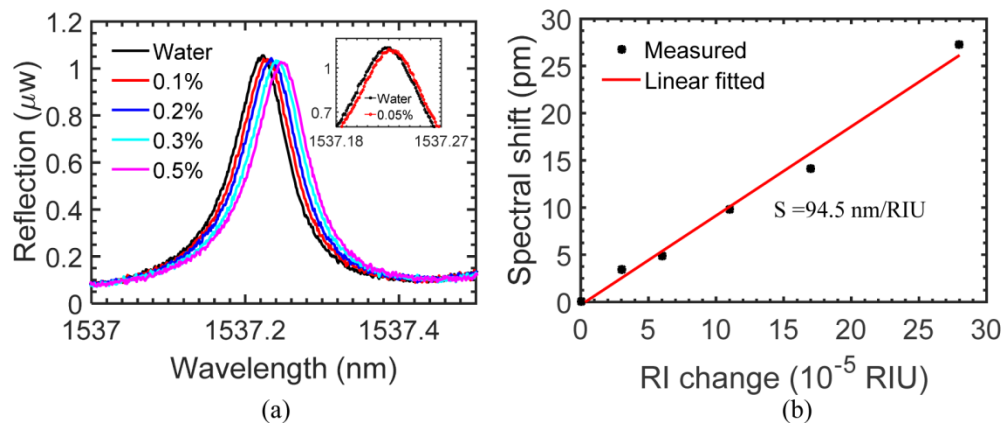 (a)
1.2
1
0.8
0.6
0.4
0.2
0
Reflection (μw)
Water
0.1%
0.2%
0.3%
0.5%
1
0.7
Water
0.05%
1537.18
1537.27
1537
1537.2
1537.4
Wavelength (nm)
(a)
(b)
30
25
20
15
10
5
0
Spectral shift (pm)
Measured
Linear fitted
S =94.5 nm/RIU
0
5
10
15
20
25
30
RI change (10⁻⁵ RIU)
(b)